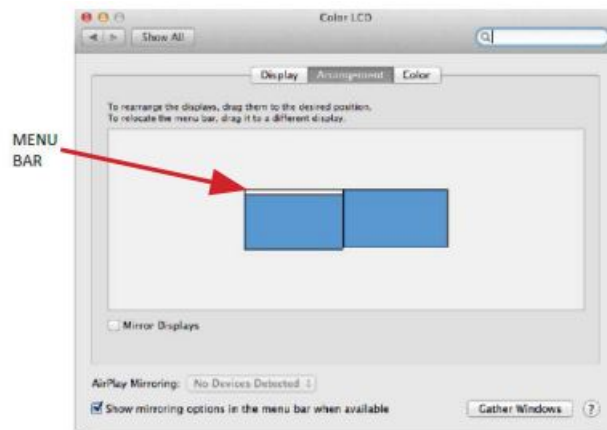 Color LCD
Show All
Display Arrangement Color
To rearrange the displays, drag them to the desired position.
To relocate the menu bar, drag it to a different display.
MENU
BAR
Mirror Displays
AirPlay Mirroring: No Devices Detected
Show mirroring options in the menu bar when available
Gather Windows ?